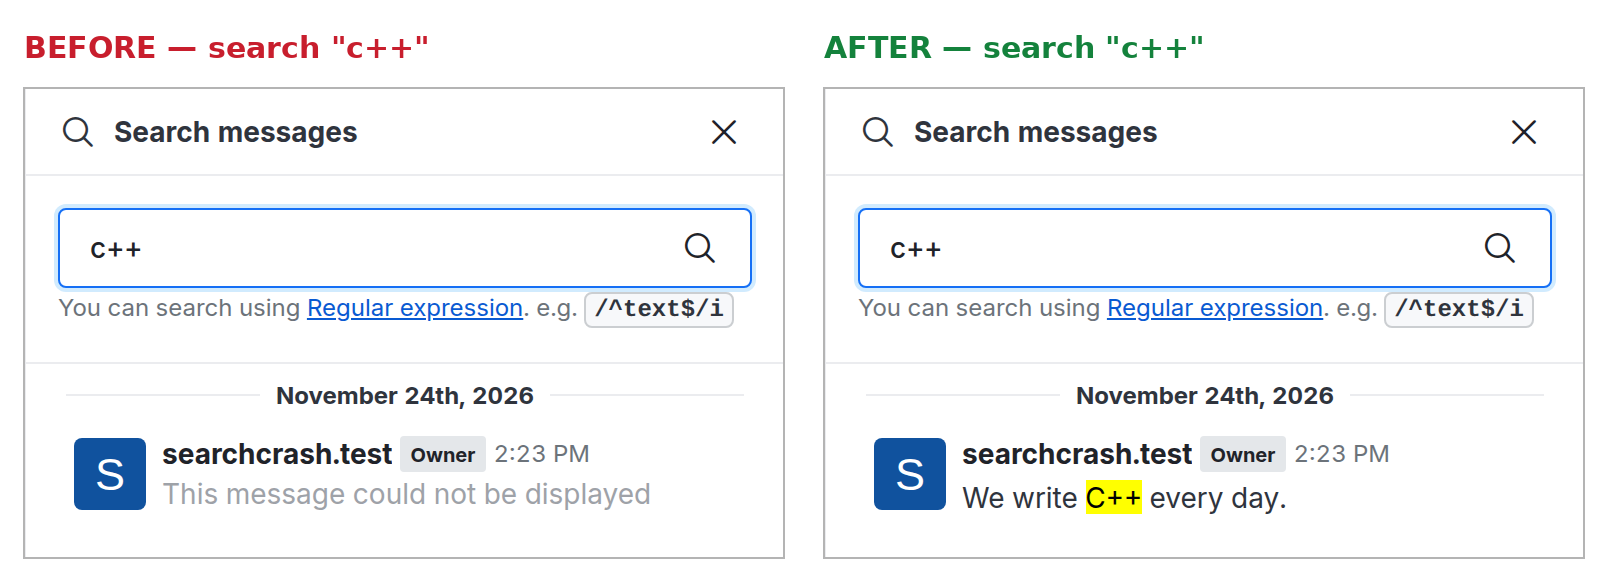 BEFORE — search "c++"
Search messages
c++
You can search using Regular expression. e.g. /^text$/i
November 24th, 2026
S
searchcrash.test Owner 2:23 PM
This message could not be displayed
AFTER — search "c++"
Search messages
c++
You can search using Regular expression. e.g. /^text$/i
November 24th, 2026
S
searchcrash.test Owner 2:23 PM
We write C++ every day.